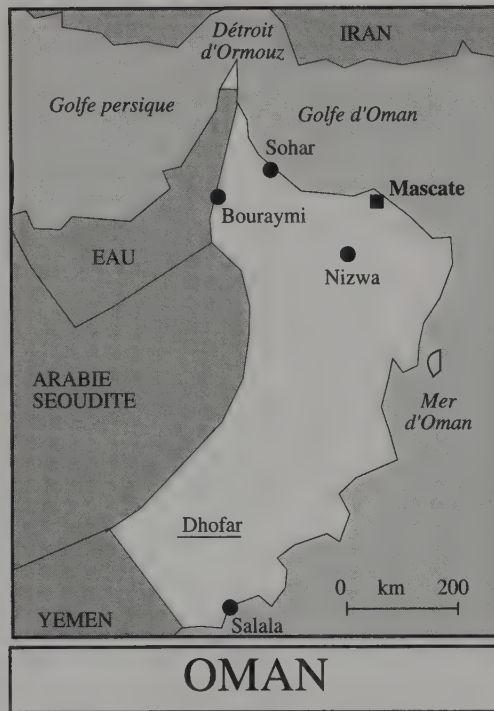 Détroit
d'Ormouz
IRAN
Golfe persique
Golfe d'Oman
Sohar
Mascate
Bouraymi
EAU
Nizwa
ARABIE
SEOUDITE
Mer
d'Oman
Dhofar
0 km 200
YEMEN
Salala
OMAN